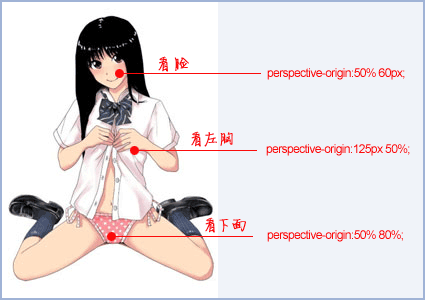 看脸
perspective-origin:50% 60px;
看左胸
perspective-origin:125px 50%;
看下面
perspective-origin:50% 80%;